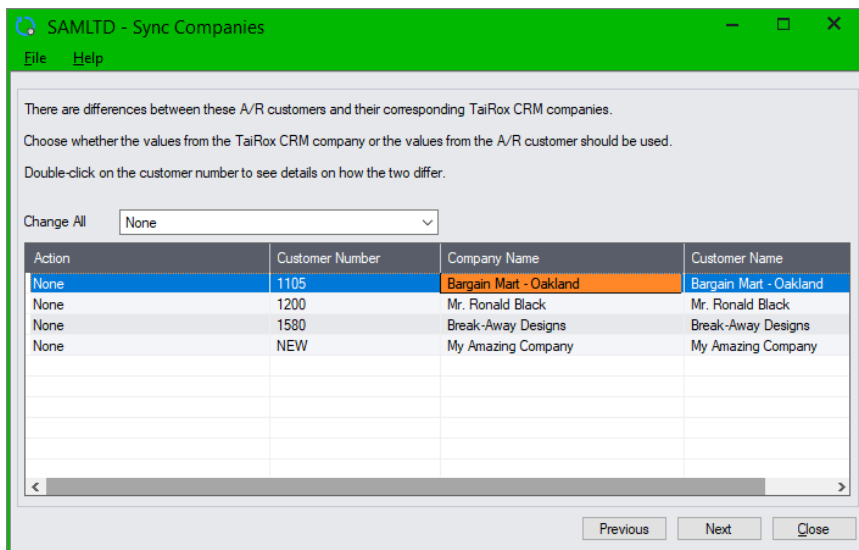 SAMLTD - Sync Companies
File Help
There are differences between these A/R customers and their corresponding TaiRox CRM companies.
Choose whether the values from the TaiRox CRM company or the values from the A/R customer should be used.
Double-click on the customer number to see details on how the two differ.
Change All None
Action Customer Number Company Name Customer Name
None 1105 Bargain Mart - Oakland Bargain Mart - Oakland
None 1200 Mr. Ronald Black Mr. Ronald Black
None 1580 Break-Away Designs Break-Away Designs
None NEW My Amazing Company My Amazing Company
Previous Next Close